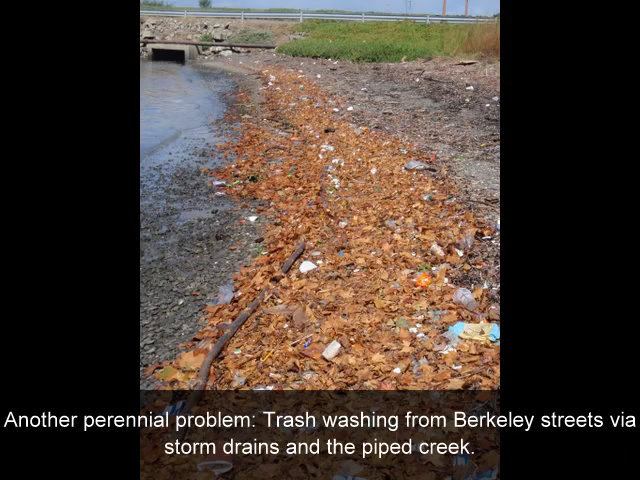 Another perennial problem: Trash washing from Berkeley streets via
storm drains and the piped creek.